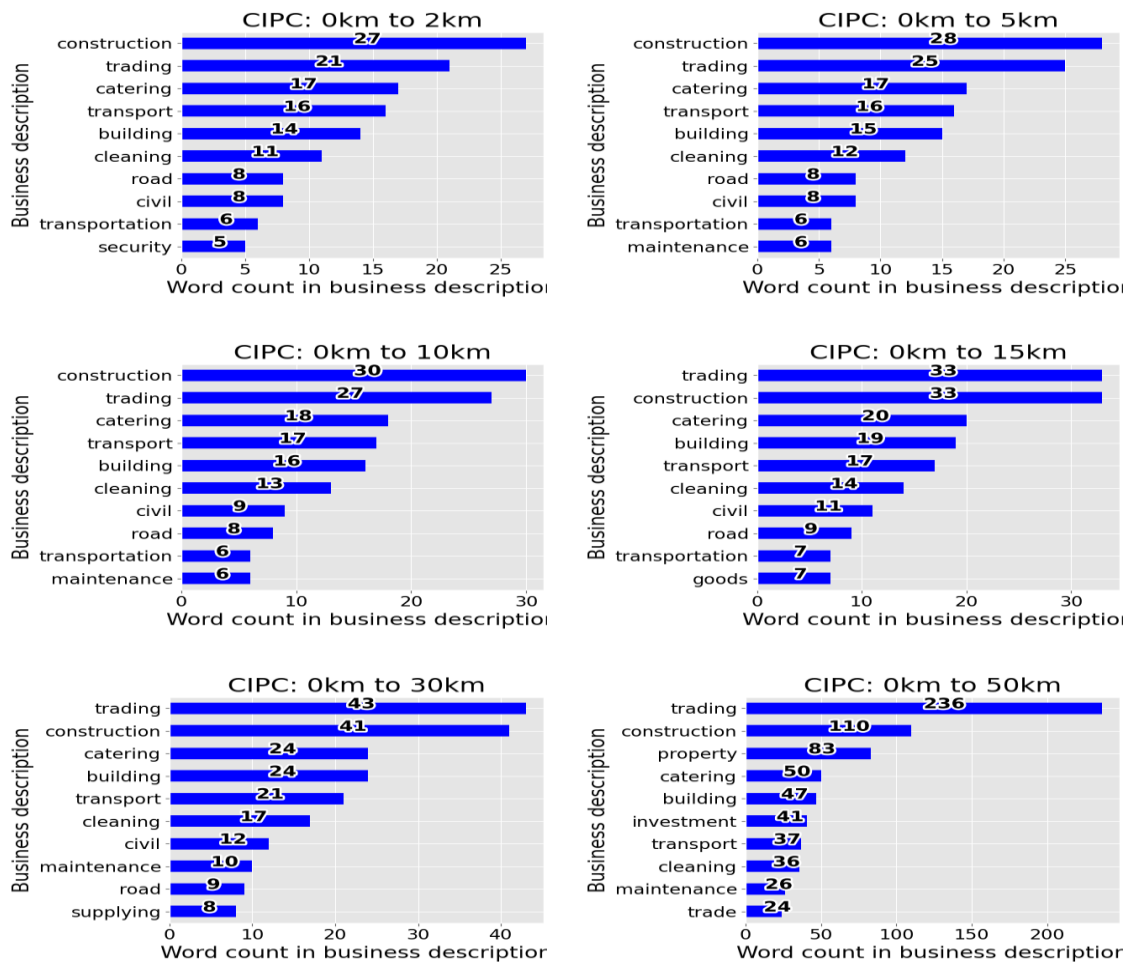 CIPC: 0km to 2km
Business description
construction 27
trading 21
catering 17
transport 16
building 14
cleaning 11
road 8
civil 8
transportation 6
security 5
0 5 10 15 20 25
Word count in business description
CIPC: 0km to 5km
Business description
construction 28
trading 25
catering 17
transport 16
building 15
cleaning 12
road 8
civil 8
transportation 6
maintenance 6
0 5 10 15 20 25
Word count in business description
CIPC: 0km to 10km
Business description
construction 30
trading 27
catering 18
transport 17
building 16
cleaning 13
civil 9
road 8
transportation 6
maintenance 6
0 10 20 30
Word count in business description
CIPC: 0km to 15km
Business description
trading 33
construction 33
catering 20
building 19
transport 17
cleaning 14
civil 11
road 9
transportation 7
goods 7
0 10 20 30
Word count in business description
CIPC: 0km to 30km
Business description
trading 43
construction 41
catering 24
building 24
transport 21
cleaning 17
civil 12
maintenance 10
road 9
supplying 8
0 10 20 30 40
Word count in business description
CIPC: 0km to 50km
Business description
trading 236
construction 110
property 83
catering 50
building 47
investment 41
transport 37
cleaning 36
maintenance 26
trade 24
0 50 100 150 200
Word count in business description